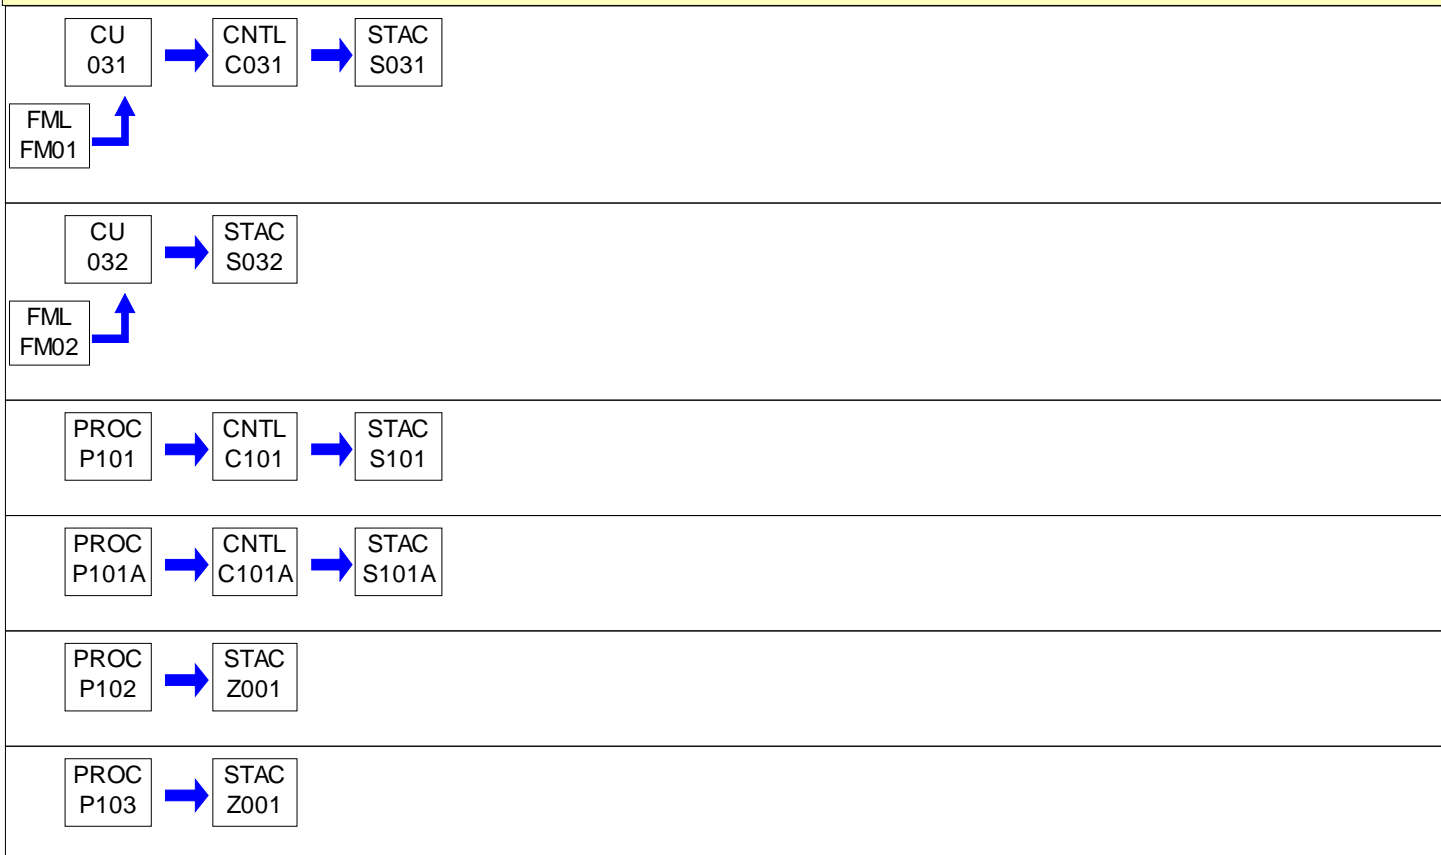 CU
031
CNTL
C031
STAC
S031
FML
FM01
CU
032
STAC
S032
FML
FM02
PROC
P101
CNTL
C101
STAC
S101
PROC
P101A
CNTL
C101A
STAC
S101A
PROC
P102
STAC
Z001
PROC
P103
STAC
Z001